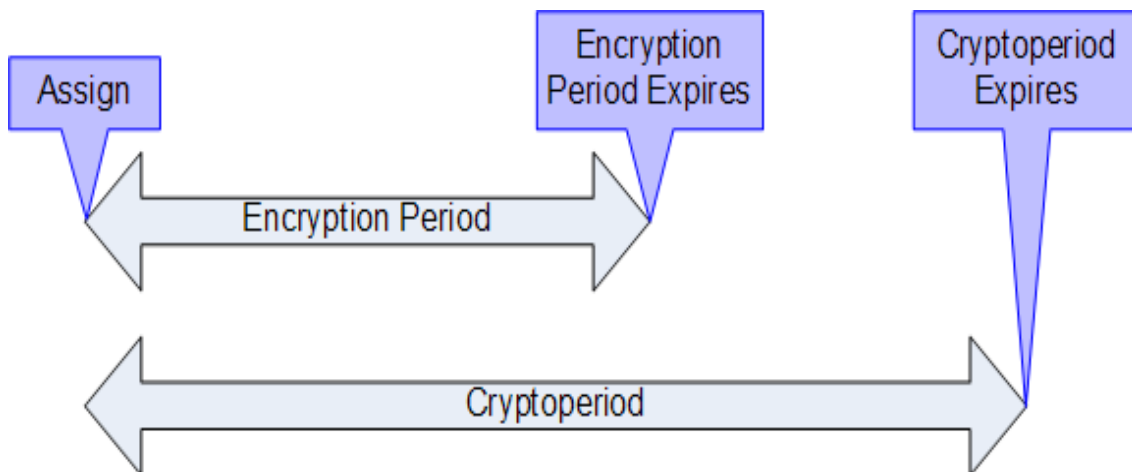 Assign
Encryption
Period Expires
Cryptoperiod
Expires
Encryption Period
Cryptoperiod